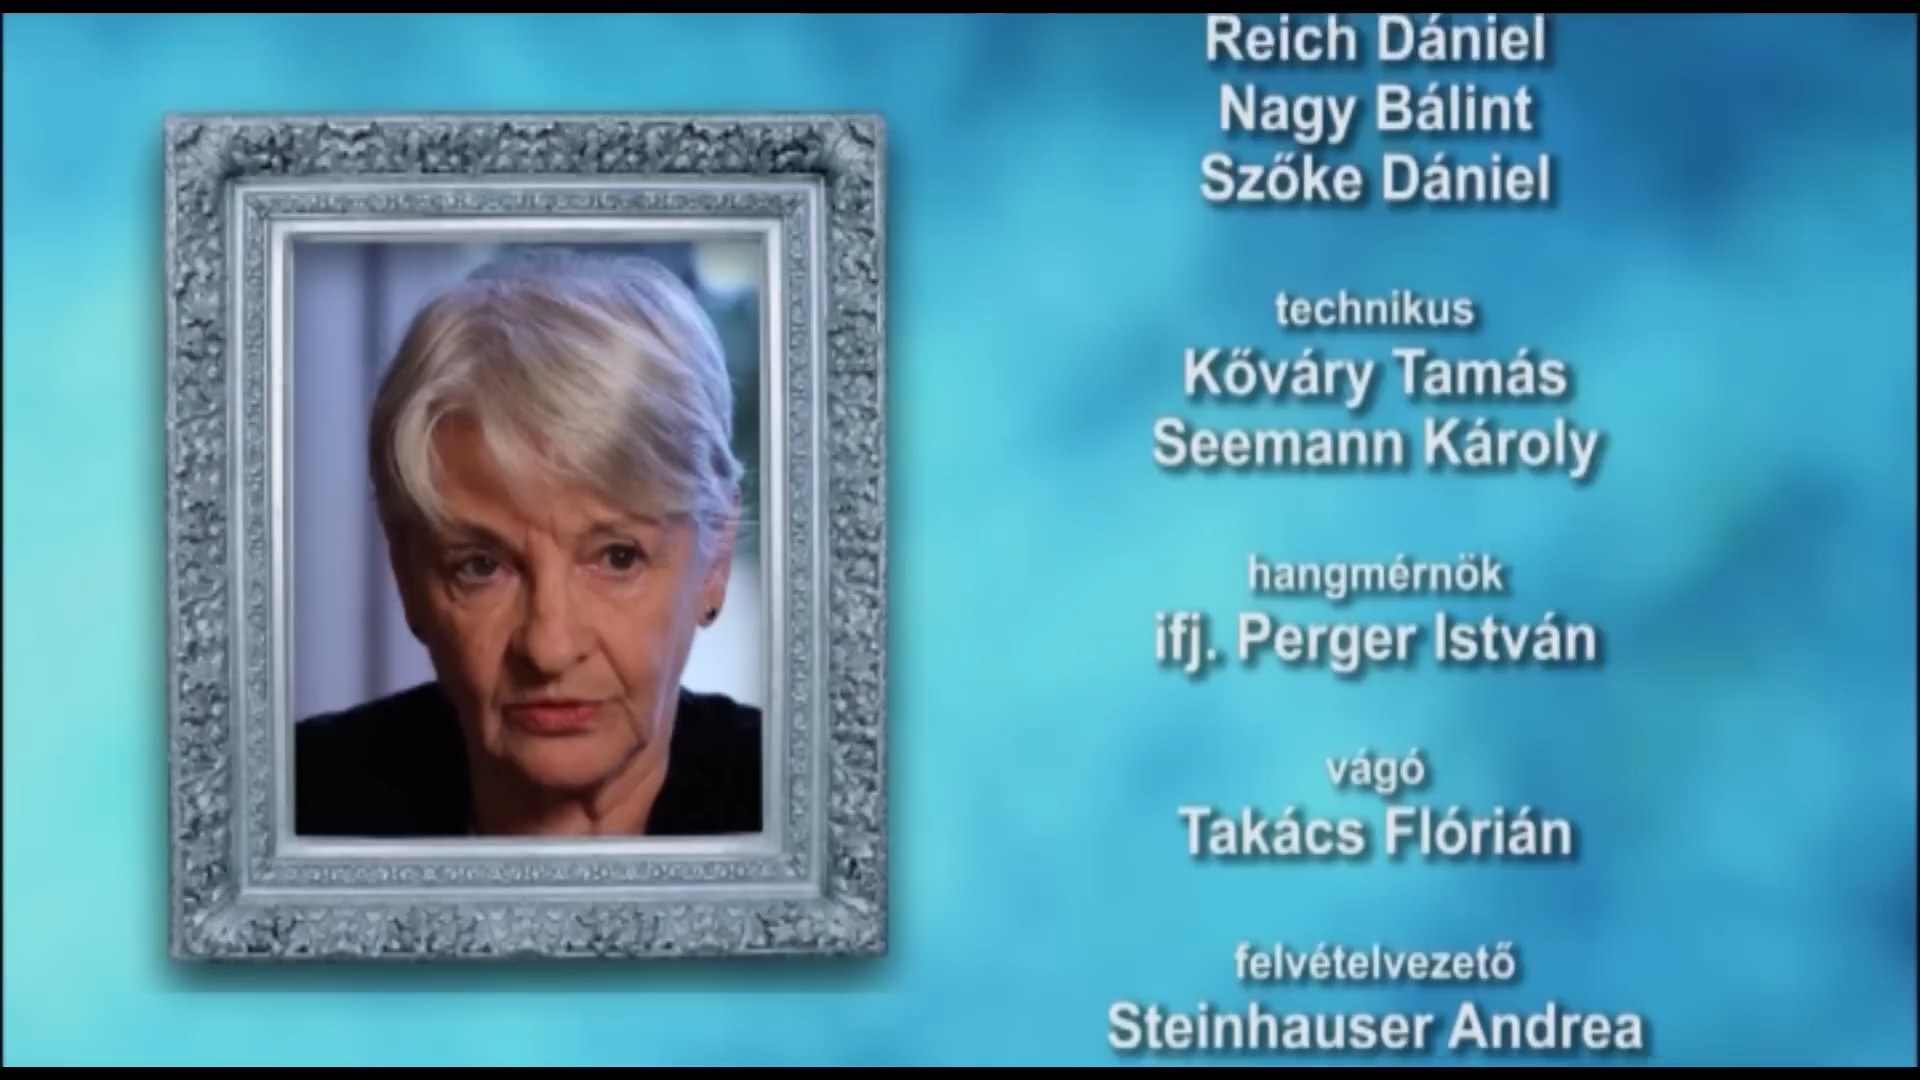 Reich Dániel
Nagy Bálint
Szőke Dániel
technikus
Kőváry Tamás
Seemann Károly
hangmérnök
ifj. Perger István
vágó
Takács Flórián
felvételvezető
Steinhauser Andrea